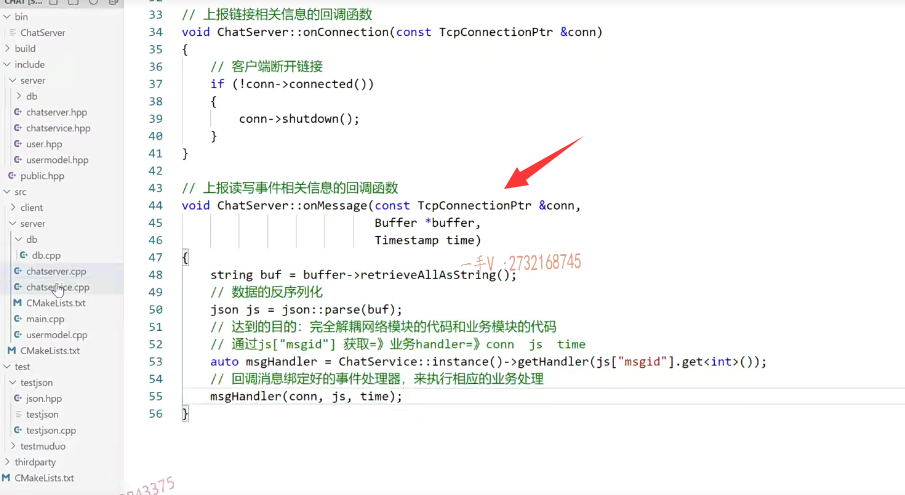 CHAT [S...
bin
ChatServer
build
include
server
db
chatserver.hpp
chatservice.hpp
user.hpp
usermodel.hpp
public.hpp
src
client
server
db
db.cpp
chatserver.cpp
chatservice.cpp
CMakeLists.txt
main.cpp
usermodel.cpp
CMakeLists.txt
test
testjson
json.hpp
testjson
testjson.cpp
testmuduo
thirdparty
CMakeLists.txt
33 // 上报链接相关信息的回调函数
34 void ChatServer::onConnection(const TcpConnectionPtr &conn)
35 {
36 // 客户端断开链接
37 if (!conn->connected())
38 {
39 conn->shutdown();
40 }
41 }
42
43 // 上报读写事件相关信息的回调函数
44 void ChatServer::onMessage(const TcpConnectionPtr &conn,
45 Buffer *buffer,
46 Timestamp time)
47 {
一手V :2732168745
48 string buf = buffer->retrieveAllAsString();
49 // 数据的反序列化
50 json js = json::parse(buf);
51 // 达到的目的：完全解耦网络模块的代码和业务模块的代码
52 // 通过js["msgid"] 获取=》业务handler=》conn js time
53 auto msgHandler = ChatService::instance()->getHandler(js["msgid"].get<int>());
54 // 回调消息绑定好的事件处理器，来执行相应的业务处理
55 msgHandler(conn, js, time);
56 }